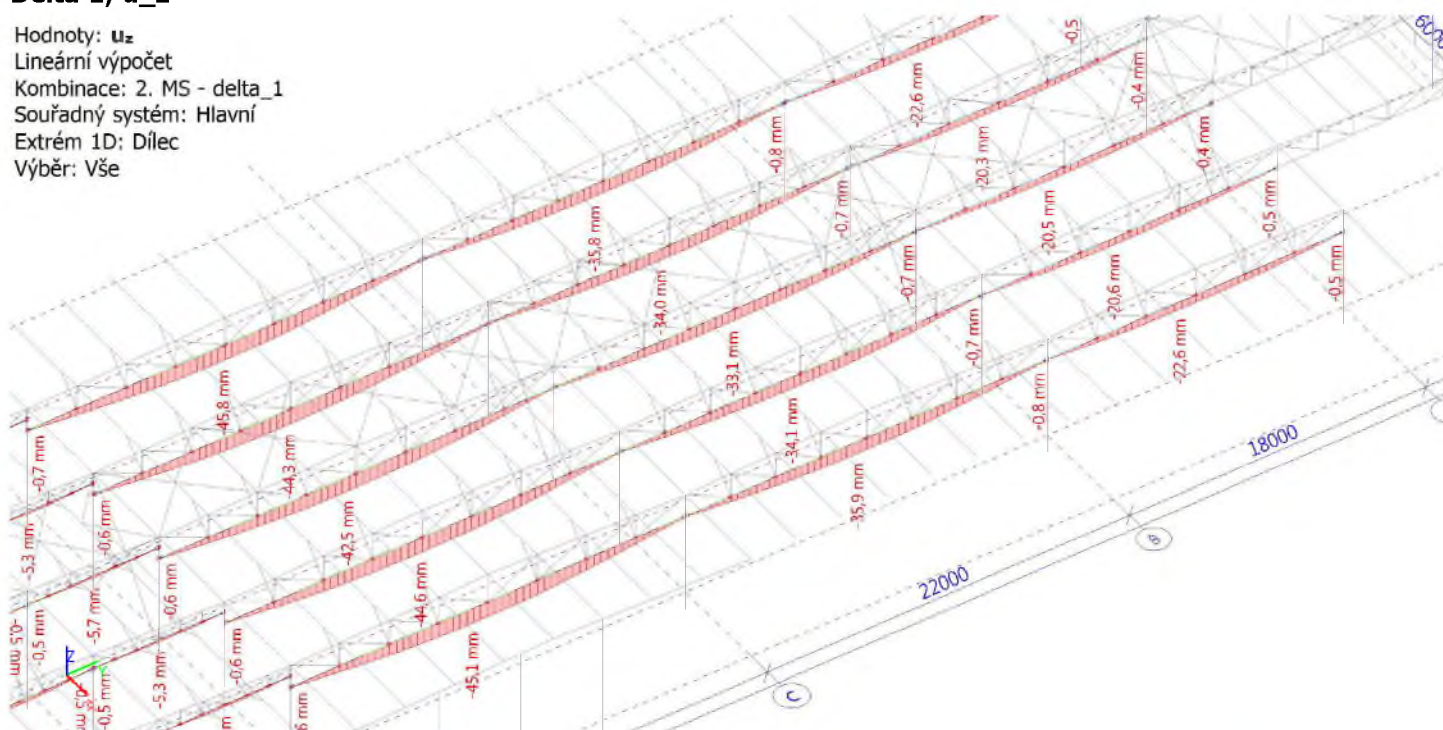 Hodnoty: uz
Lineární výpočet
Kombinace: 2. MS - delta_1
Souřadný systém: Hlavní
Extrém 1D: Dílec
Výběr: Vše
-0,5
6000
-22,6 mm
-0,4 mm
-0,8 mm
-20,3 mm
-0,4 mm
-35,8 mm
-0,7 mm
-20,5 mm
-0,5 mm
-34,0 mm
-0,7 mm
-20,6 mm
-0,5 mm
-45,8 mm
-33,1 mm
-0,7 mm
-22,6 mm
-0,7 mm
-44,3 mm
-34,1 mm
-0,8 mm
-5,3 mm
-0,6 mm
-42,5 mm
-35,9 mm
18000
B
-0,5 mm
-5,7 mm
-0,6 mm
-44,6 mm
22000
-0,5 mm
-5,3 mm
-0,6 mm
-45,1 mm
C
Z
-0,5 mm